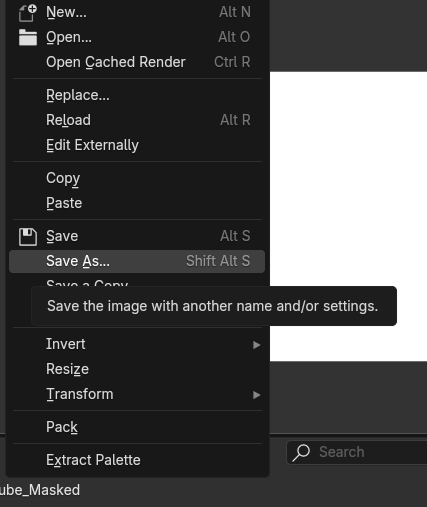 New... Alt N
Open... Alt O
Open Cached Render Ctrl R
Replace...
Reload Alt R
Edit Externally
Copy
Paste
Save Alt S
Save As... Shift Alt S
Save a Copy
Save the image with another name and/or settings.
Invert
Resize
Transform
Pack
Search
Extract Palette
ube_Masked